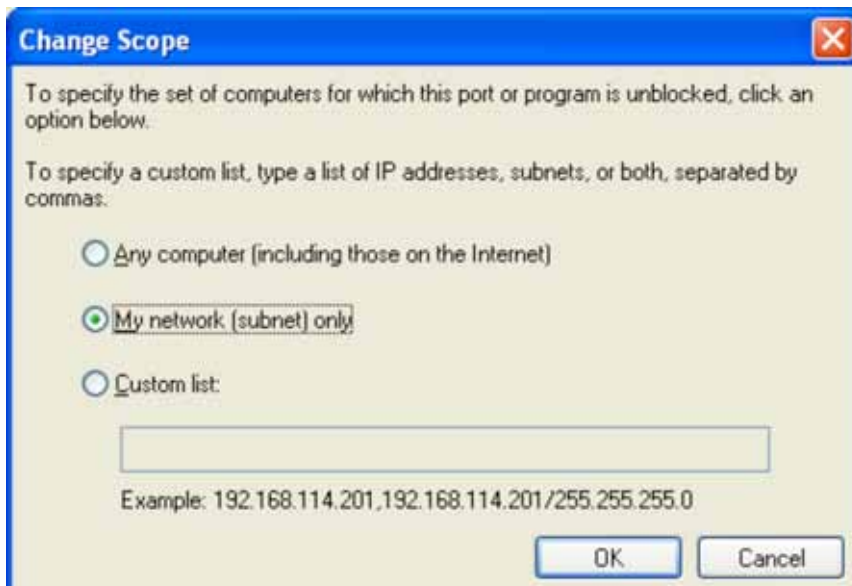 Change Scope
To specify the set of computers for which this port or program is unblocked, click an
option below.
To specify a custom list, type a list of IP addresses, subnets, or both, separated by
commas.
Any computer (including those on the Internet)
My network (subnet) only
Custom list:
Example: 192.168.114.201,192.168.114.201/255.255.255.0
OK
Cancel